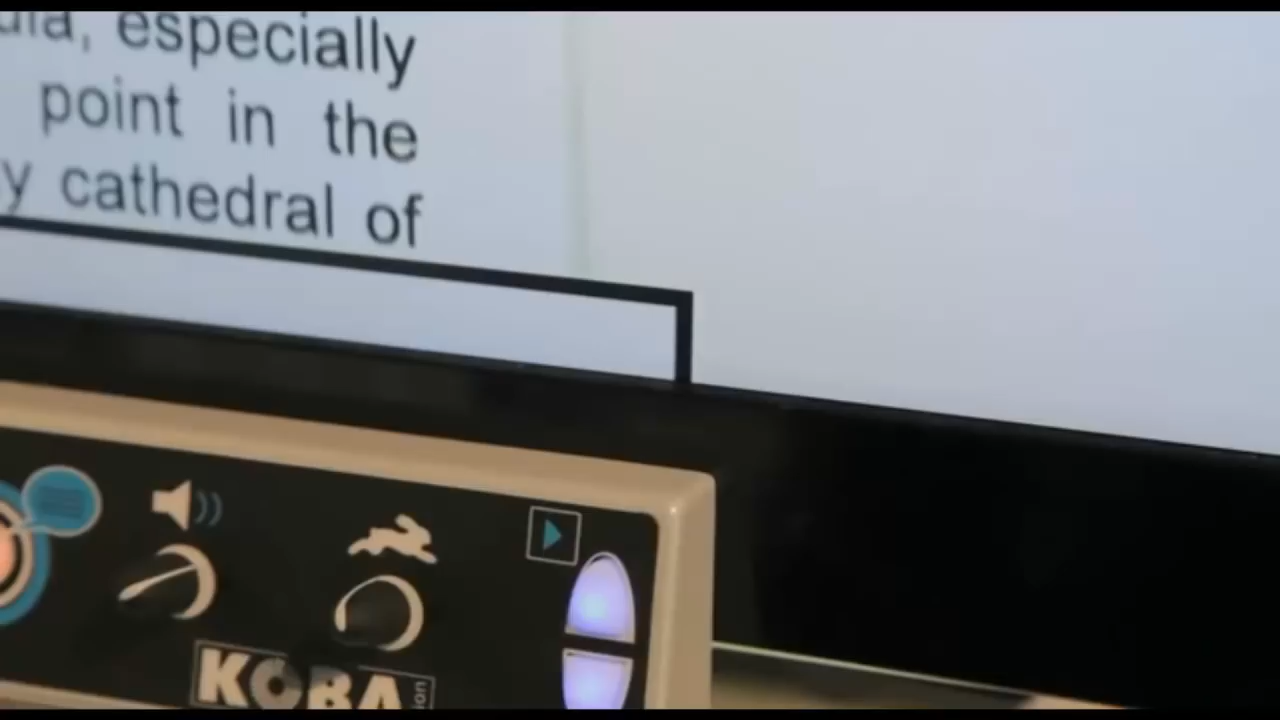 especially
point in the
cathedral of
KOBA